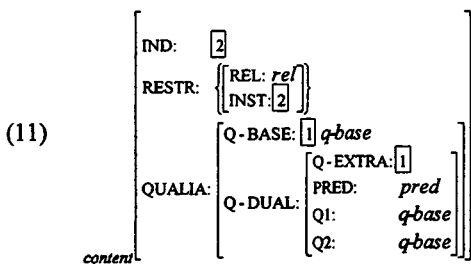 IND: 2
RESTR: {[REL: rel
INST: 2]}
(11)
Q-BASE: 1 q-base
Q-EXTRA: 1
QUALIA: Q-DUAL: PRED: pred
Q1: q-base
Q2: q-base
content